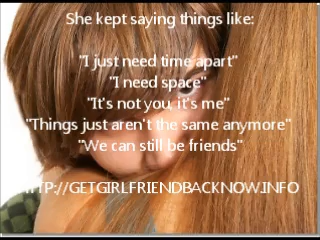 She kept saying things like:
"I just need time apart"
"I need space"
"It's not you, it's me"
"Things just aren't the same anymore"
"We can still be friends"
HTTP://GETGIRLFRIENDBACKNOW.INFO